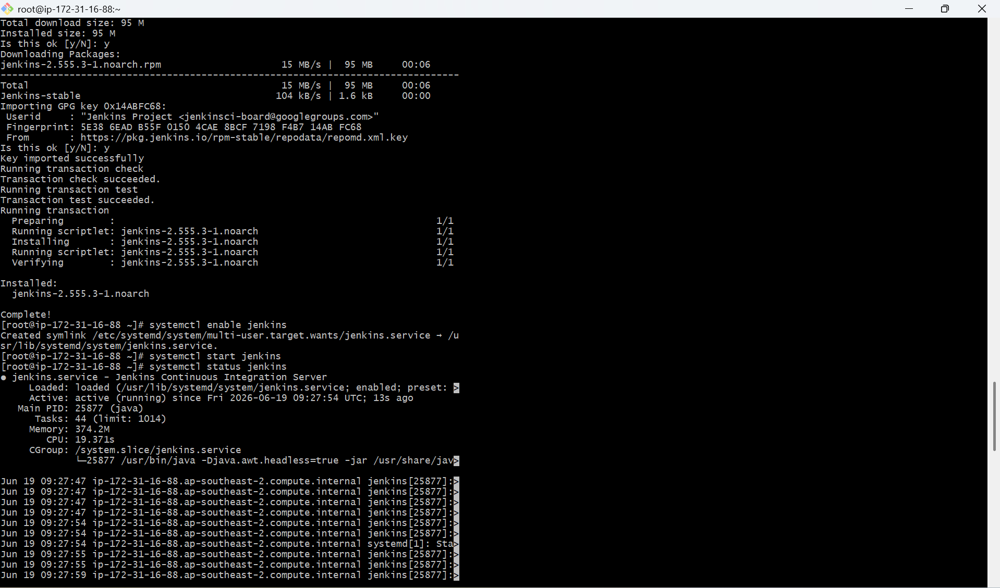 root@ip-172-31-16-88:~
Total download size: 95 M
Installed size: 95 M
Is this ok [y/N]: y
Downloading Packages:
jenkins-2.555.3-1.noarch.rpm                     15 MB/s |  95 MB     00:06
--------------------------------------------------------------------------------
Total                                            15 MB/s |  95 MB     00:06
Jenkins-stable                                  104 kB/s | 1.6 kB     00:00
Importing GPG key 0x14ABFC68:
 Userid     : "Jenkins Project <jenkinsci-board@googlegroups.com>"
 Fingerprint: 5E38 6EAD B55F 0150 4CAE 8BCF 7198 F4B7 14AB FC68
 From       : https://pkg.jenkins.io/rpm-stable/repodata/repomd.xml.key
Is this ok [y/N]: y
Key imported successfully
Running transaction check
Transaction check succeeded.
Running transaction test
Transaction test succeeded.
Running transaction
  Preparing        :                                                        1/1
  Running scriptlet: jenkins-2.555.3-1.noarch                               1/1
  Installing       : jenkins-2.555.3-1.noarch                               1/1
  Running scriptlet: jenkins-2.555.3-1.noarch                               1/1
  Verifying        : jenkins-2.555.3-1.noarch                               1/1

Installed:
  jenkins-2.555.3-1.noarch

Complete!
[root@ip-172-31-16-88 ~]# systemctl enable jenkins
Created symlink /etc/systemd/system/multi-user.target.wants/jenkins.service → /u
sr/lib/systemd/system/jenkins.service.
[root@ip-172-31-16-88 ~]# systemctl start jenkins
[root@ip-172-31-16-88 ~]# systemctl status jenkins
● jenkins.service - Jenkins Continuous Integration Server
     Loaded: loaded (/usr/lib/systemd/system/jenkins.service; enabled; preset: >
     Active: active (running) since Fri 2026-06-19 09:27:54 UTC; 13s ago
   Main PID: 25877 (java)
      Tasks: 44 (limit: 1014)
     Memory: 374.2M
        CPU: 19.371s
     CGroup: /system.slice/jenkins.service
             └─25877 /usr/bin/java -Djava.awt.headless=true -jar /usr/share/jav>

Jun 19 09:27:47 ip-172-31-16-88.ap-southeast-2.compute.internal jenkins[25877]:>
Jun 19 09:27:47 ip-172-31-16-88.ap-southeast-2.compute.internal jenkins[25877]:>
Jun 19 09:27:47 ip-172-31-16-88.ap-southeast-2.compute.internal jenkins[25877]:>
Jun 19 09:27:47 ip-172-31-16-88.ap-southeast-2.compute.internal jenkins[25877]:>
Jun 19 09:27:54 ip-172-31-16-88.ap-southeast-2.compute.internal jenkins[25877]:>
Jun 19 09:27:54 ip-172-31-16-88.ap-southeast-2.compute.internal jenkins[25877]:>
Jun 19 09:27:54 ip-172-31-16-88.ap-southeast-2.compute.internal systemd[1]: Sta>
Jun 19 09:27:55 ip-172-31-16-88.ap-southeast-2.compute.internal jenkins[25877]:>
Jun 19 09:27:55 ip-172-31-16-88.ap-southeast-2.compute.internal jenkins[25877]:>
Jun 19 09:27:59 ip-172-31-16-88.ap-southeast-2.compute.internal jenkins[25877]:>